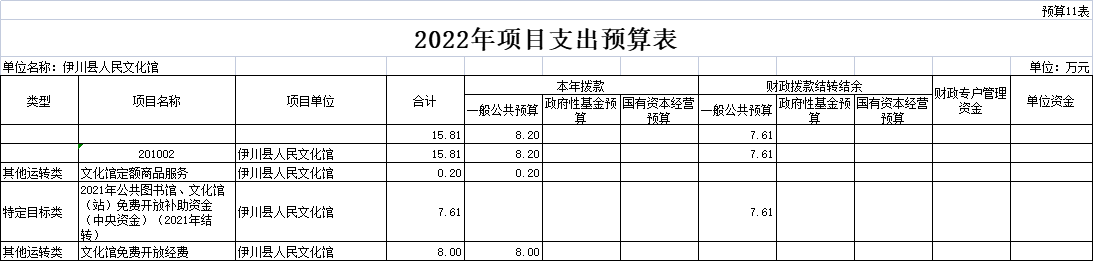 预算11表
2022年项目支出预算表
单位名称：伊川县人民文化馆 单位：万元
类型 项目名称 项目单位 合计 本年拨款 财政拨款结转结余 财政专户管理资金 单位资金
一般公共预算 政府性基金预算 国有资本经营预算 一般公共预算 政府性基金预算 国有资本经营预算
15.81 8.20 7.61
201002 伊川县人民文化馆 15.81 8.20 7.61
其他运转类 文化馆定额商品服务 伊川县人民文化馆 0.20 0.20
特定目标类 2021年公共图书馆、文化馆（站）免费开放补助资金（中央资金）（2021年结转） 伊川县人民文化馆 7.61 7.61
其他运转类 文化馆免费开放经费 伊川县人民文化馆 8.00 8.00